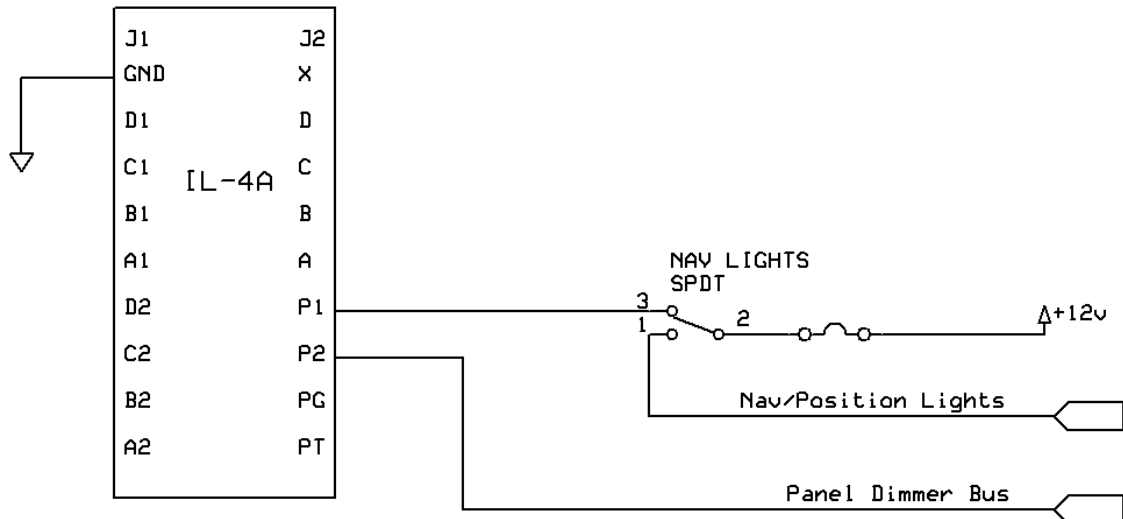 J1 J2
GND X
D1 D
C1 C
IL-4A
B1 B
A1 A
NAV LIGHTS
SPDT
D2 P1
3
1 2
+12v
C2 P2
B2 PG
Nav/Position Lights
A2 PT
Panel Dimmer Bus